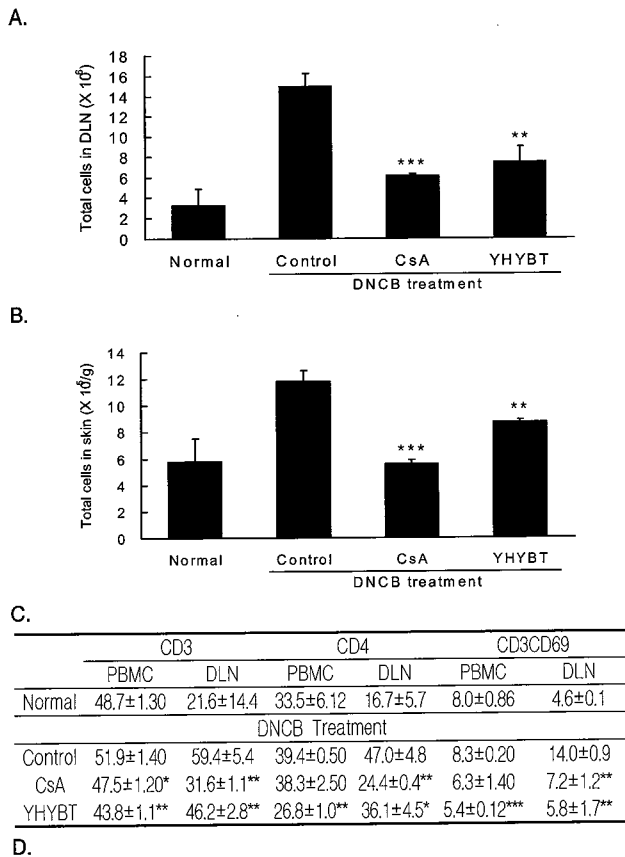 A.
Total cells in DLN (X 10⁶)
18
16
14
12
10
8
6
4
2
0
***
**
Normal Control CsA YHYBT
DNCB treatment
B.
Total cells in skin (X 10⁶/g)
14
12
10
8
6
4
2
0
***
**
Normal Control CsA YHYBT
DNCB treatment
C.
CD3 CD4 CD3CD69
PBMC DLN PBMC DLN PBMC DLN
Normal 48.7±1.30 21.6±14.4 33.5±6.12 16.7±5.7 8.0±0.86 4.6±0.1
DNCB Treatment
Control 51.9±1.40 59.4±5.4 39.4±0.50 47.0±4.8 8.3±0.20 14.0±0.9
CsA 47.5±1.20* 31.6±1.1** 38.3±2.50 24.4±0.4** 6.3±1.40 7.2±1.2**
YHYBT 43.8±1.1** 46.2±2.8** 26.8±1.0** 36.1±4.5* 5.4±0.12*** 5.8±1.7**
D.